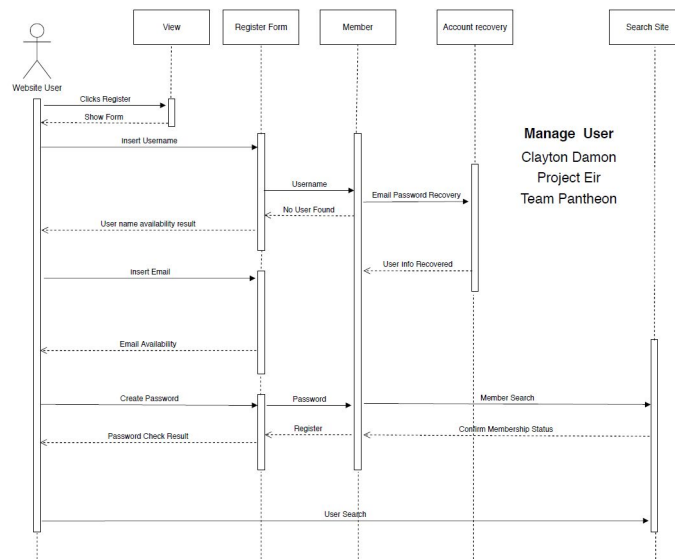 View
Register Form
Member
Account recovery
Search Site
Website User
Clicks Register
Show Form
Insert Username
Manage User
Clayton Damon
Project Eir
Team Pantheon
Username
Email Password Recovery
No User Found
User name availability result
User info Recovered
Insert Email
Email Availability
Create Password
Password
Member Search
Register
Confirm Membership Status
Password Check Result
User Search